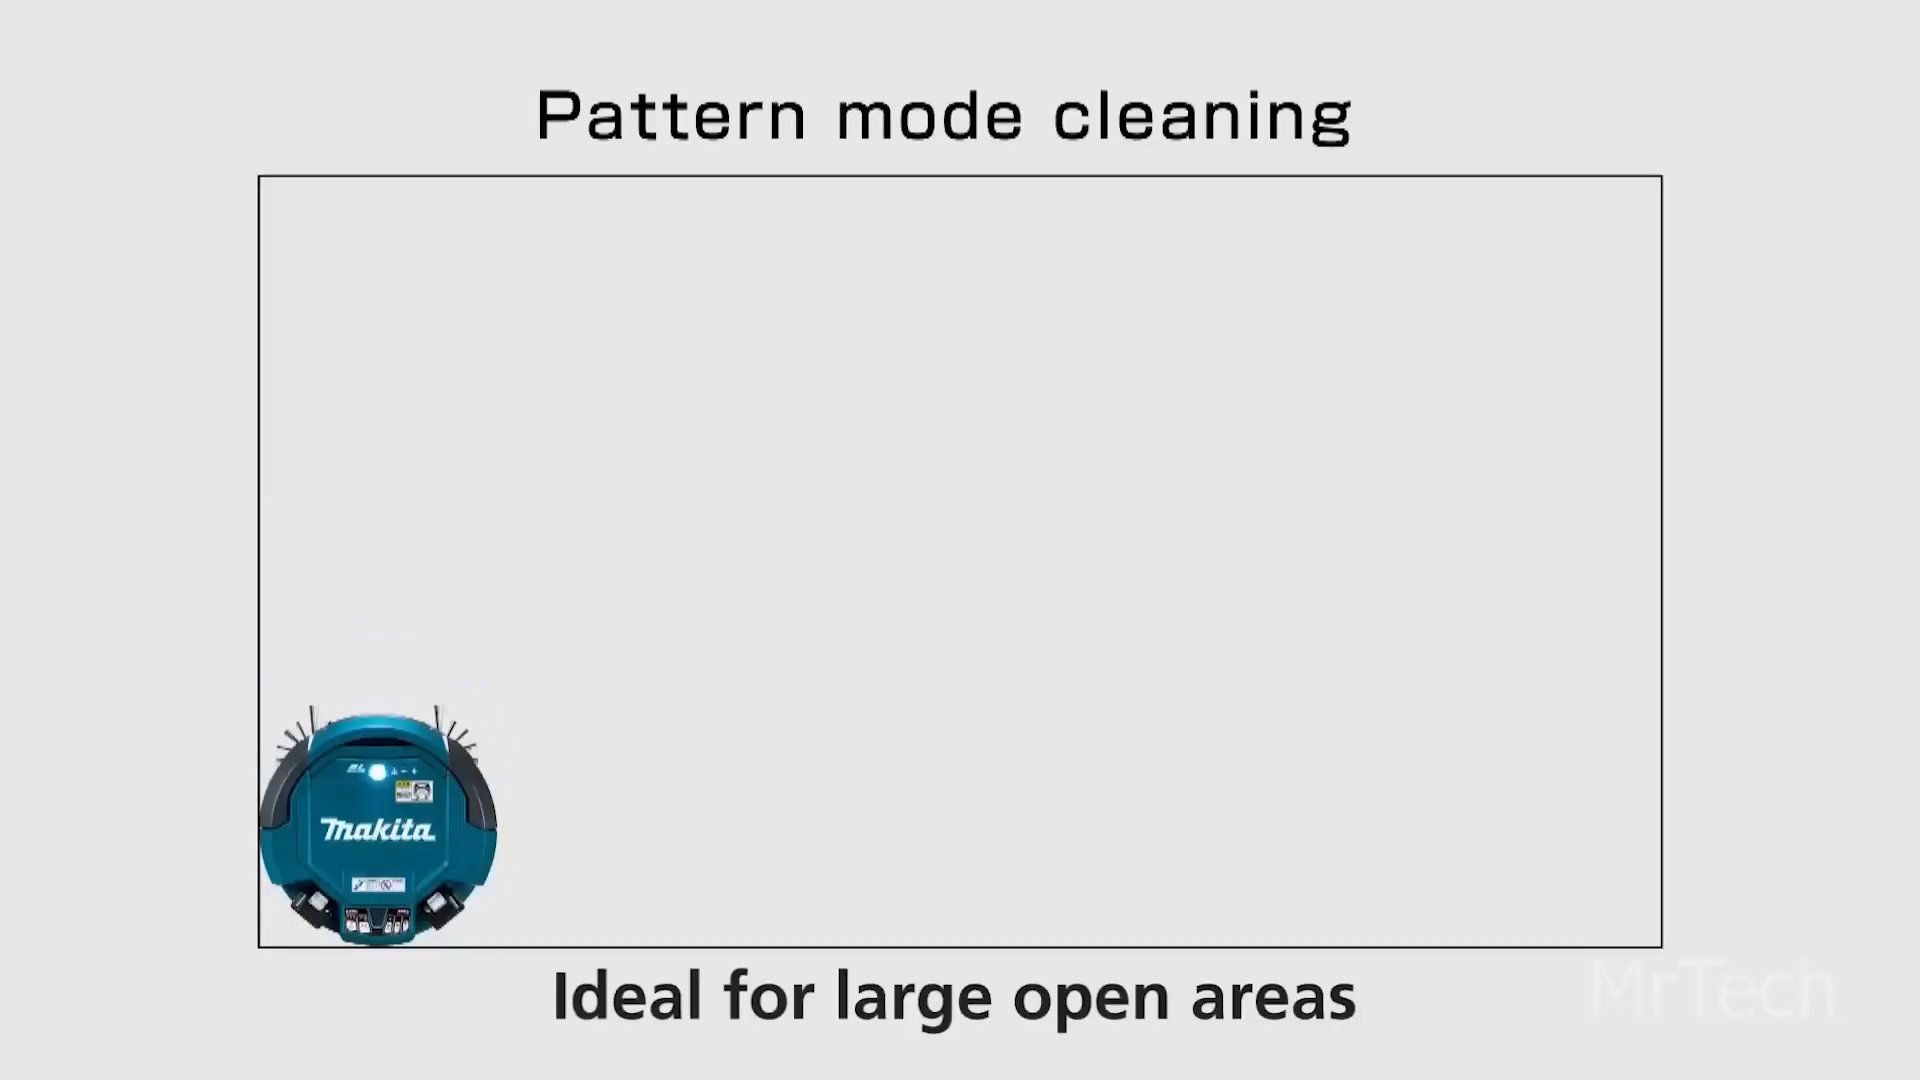 Pattern mode cleaning
makita
Ideal for large open areas
MrTech